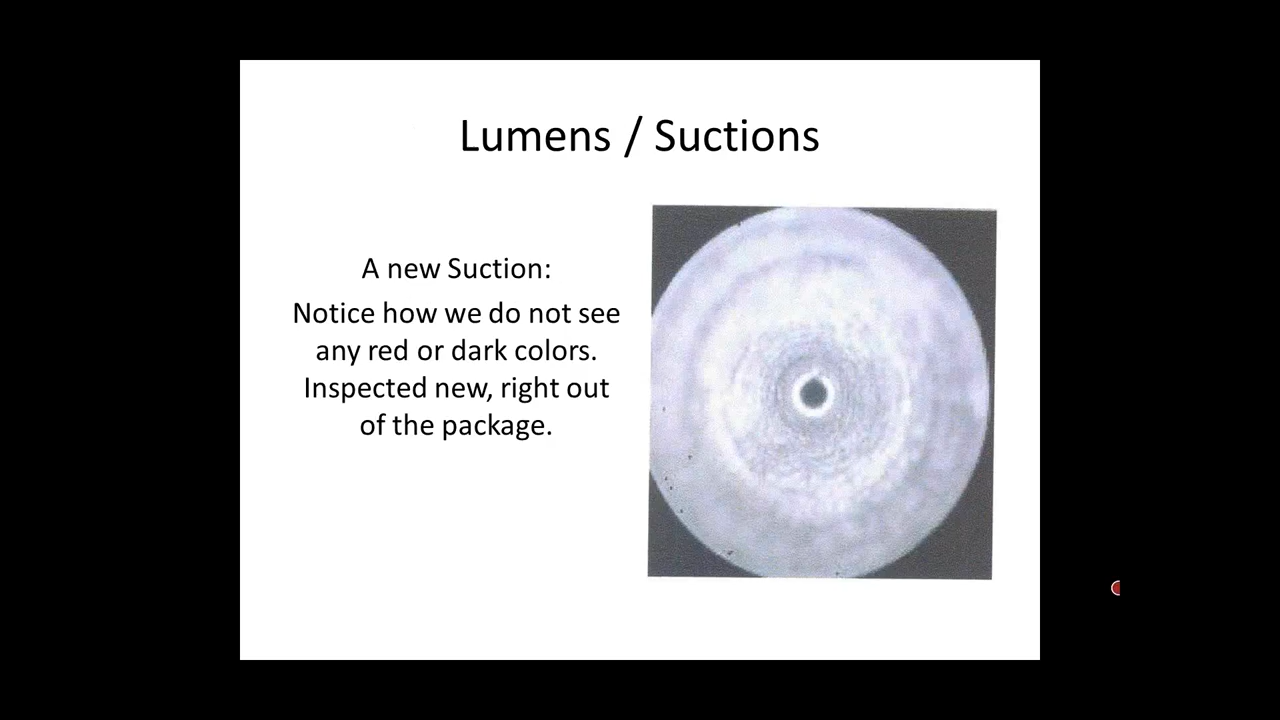 Lumens / Suctions
A new Suction:
Notice how we do not see
any red or dark colors.
Inspected new, right out
of the package.